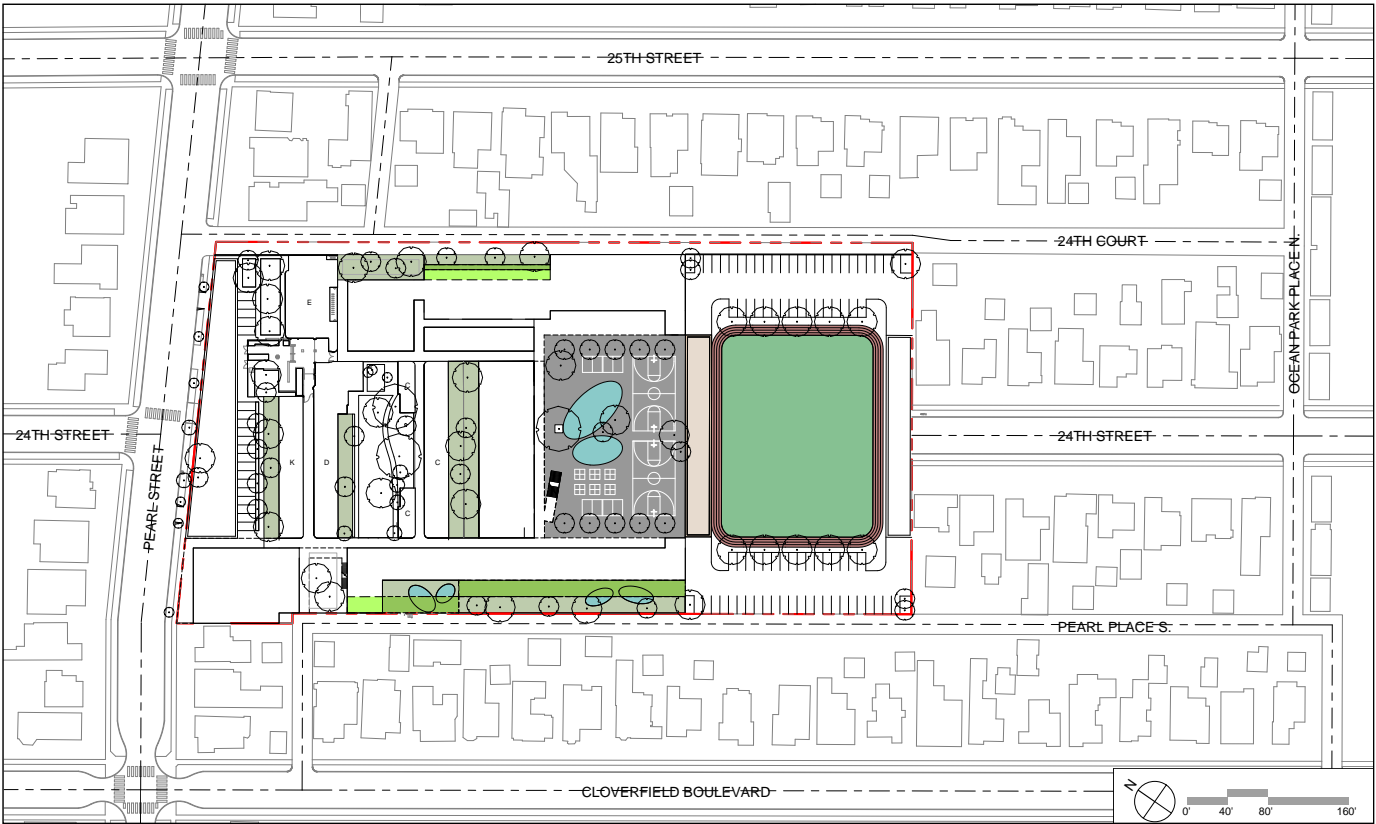 25TH STREET
24TH COURT
OCEAN PARK PLACE N.
E
C
24TH STREET
PEARL STREET
K
D
C
24TH STREET
C
PEARL PLACE S.
CLOVERFIELD BOULEVARD
N
0' 40' 80' 160'